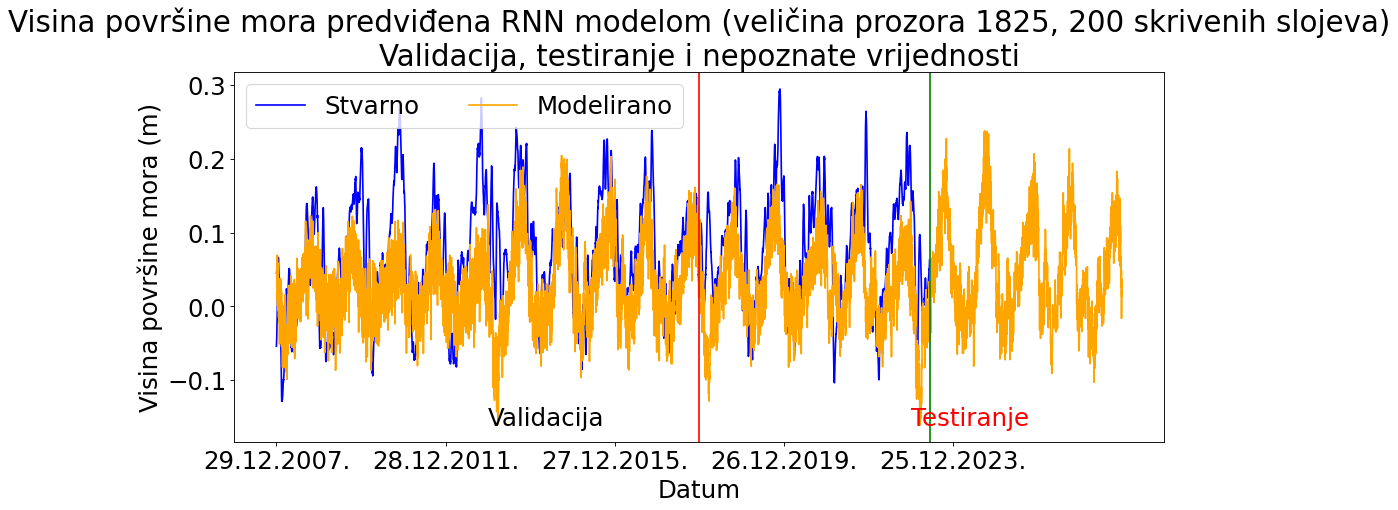 Visina površine mora predviđena RNN modelom (veličina prozora 1825, 200 skrivenih slojeva)
Validacija, testiranje i nepoznate vrijednosti
Stvarno
Modelirano
Visina površine mora (m)
0.3
0.2
0.1
0.0
−0.1
Validacija
Testiranje
29.12.2007.
28.12.2011.
27.12.2015.
26.12.2019.
25.12.2023.
Datum